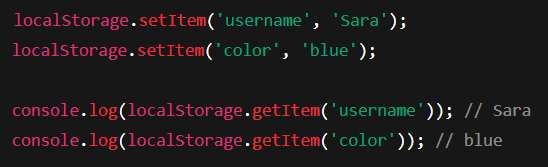 localStorage.setItem('username', 'Sara');
localStorage.setItem('color', 'blue');
console.log(localStorage.getItem('username')); // Sara
console.log(localStorage.getItem('color')); // blue